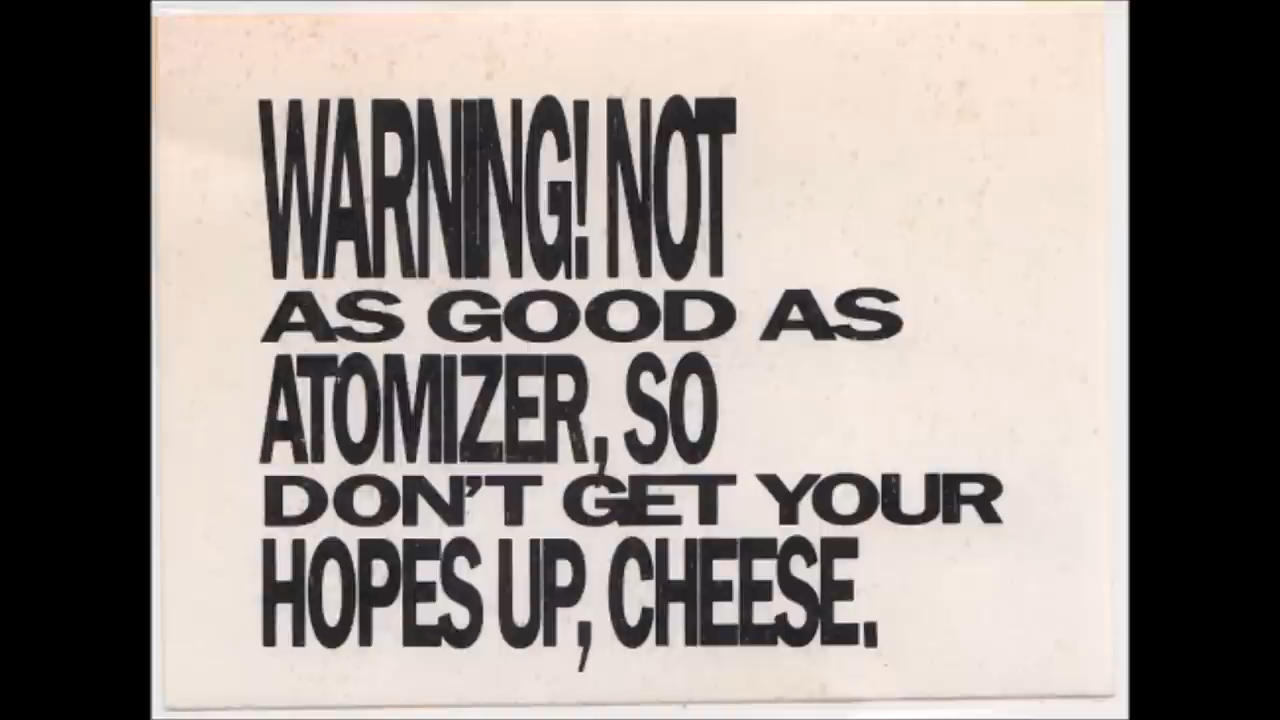 WARNING! NOT
AS GOOD AS
ATOMIZER, SO
DON'T GET YOUR
HOPES UP, CHEESE.